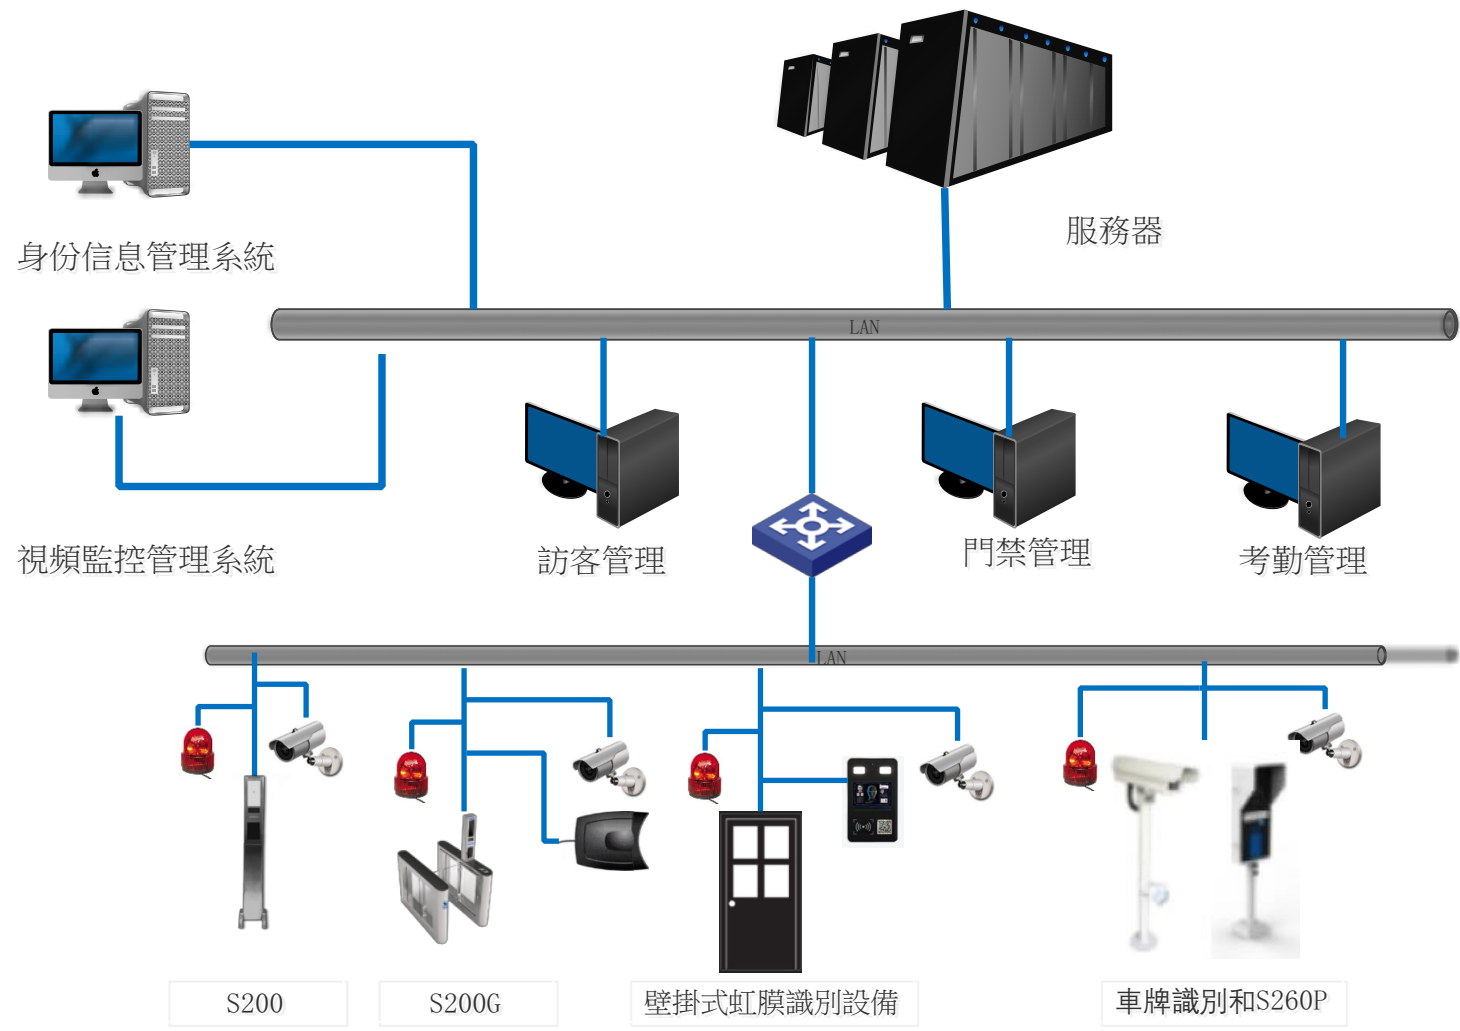 服務器
身份信息管理系統
LAN
視頻監控管理系統
訪客管理
門禁管理
考勤管理
LAN
S200
S200G
壁掛式虹膜識別設備
車牌識別和S260P